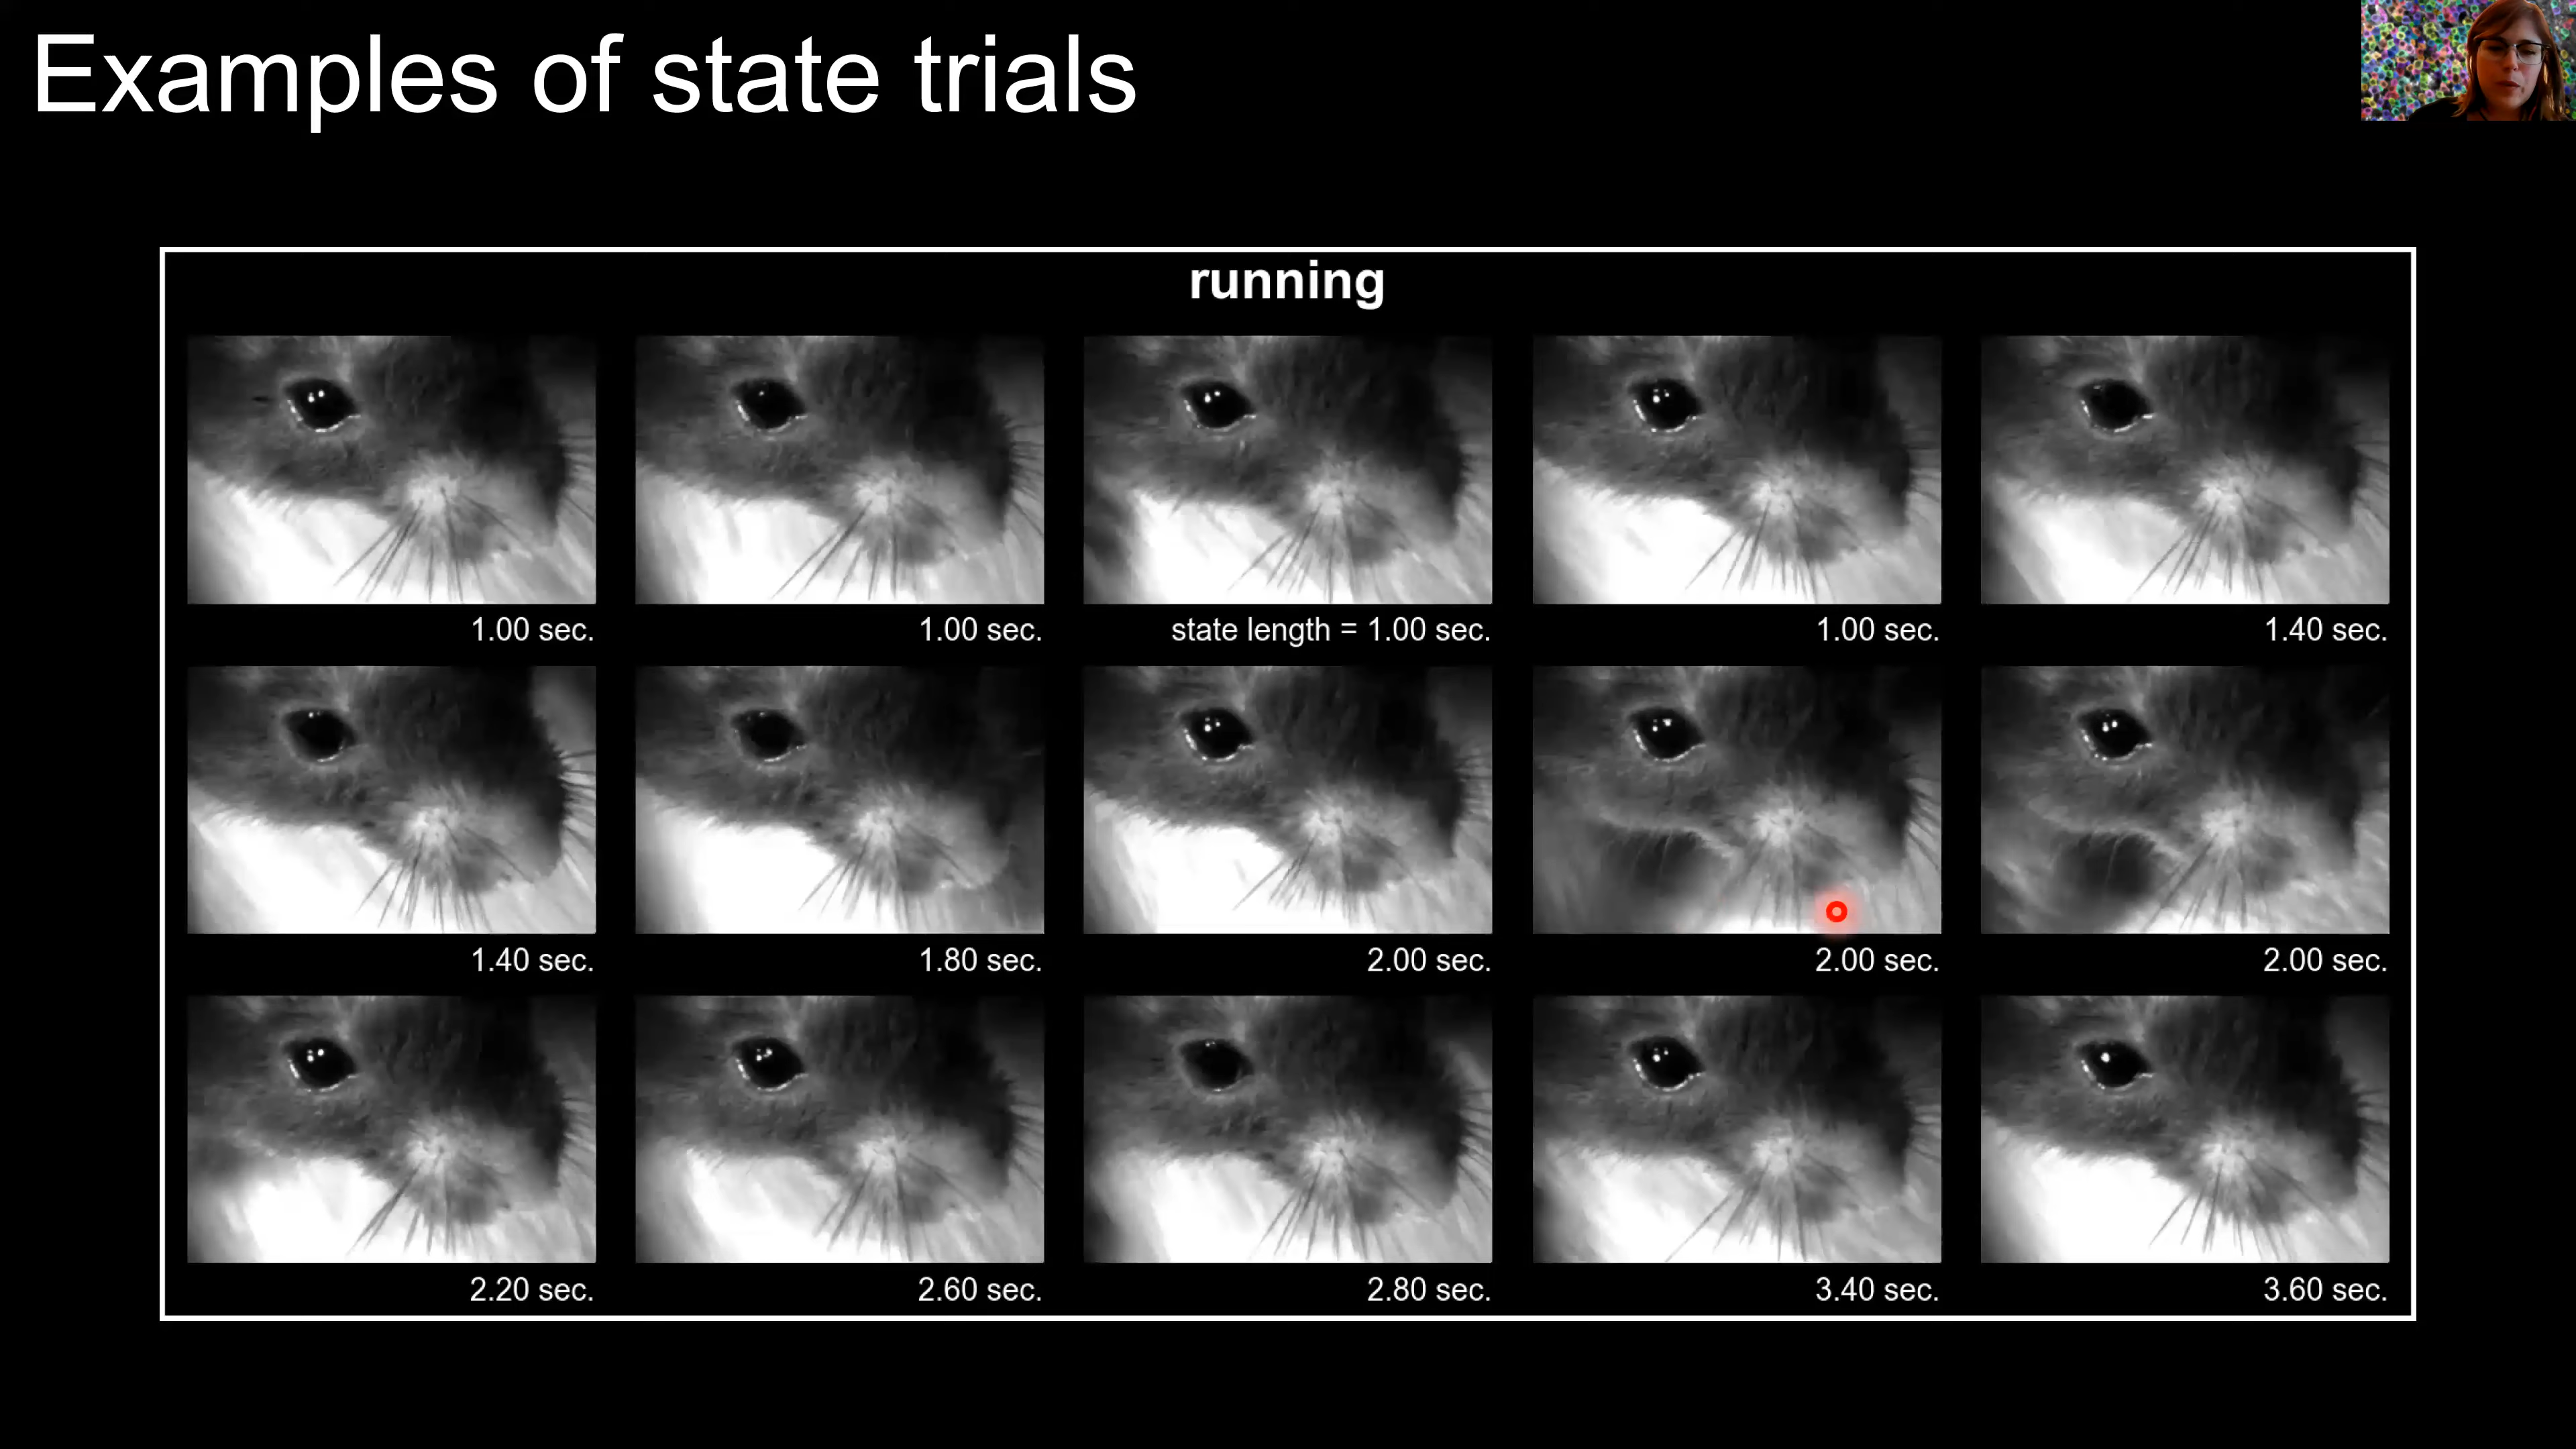 Examples of state trials
running
1.00 sec.
1.00 sec.
state length = 1.00 sec.
1.00 sec.
1.40 sec.
1.40 sec.
1.80 sec.
2.00 sec.
2.00 sec.
2.00 sec.
2.20 sec.
2.60 sec.
2.80 sec.
3.40 sec.
3.60 sec.